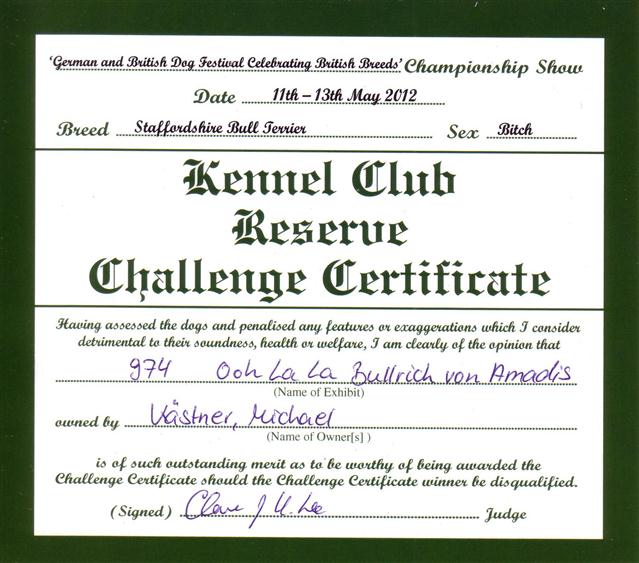 'German and British Dog Festival Celebrating British Breeds' Championship Show
Date 11th – 13th May 2012
Breed Staffordshire Bull Terrier Sex Bitch
Kennel Club
Reserve
Challenge Certificate
Having assessed the dogs and penalised any features or exaggerations which I consider
detrimental to their soundness, health or welfare, I am clearly of the opinion that
974 Ooh La La Bullrich von Amadis
(Name of Exhibit)
owned by Kästner, Michael
(Name of Owner[s] )
is of such outstanding merit as to be worthy of being awarded the
Challenge Certificate should the Challenge Certificate winner be disqualified.
(Signed) Clare J K Lee Judge